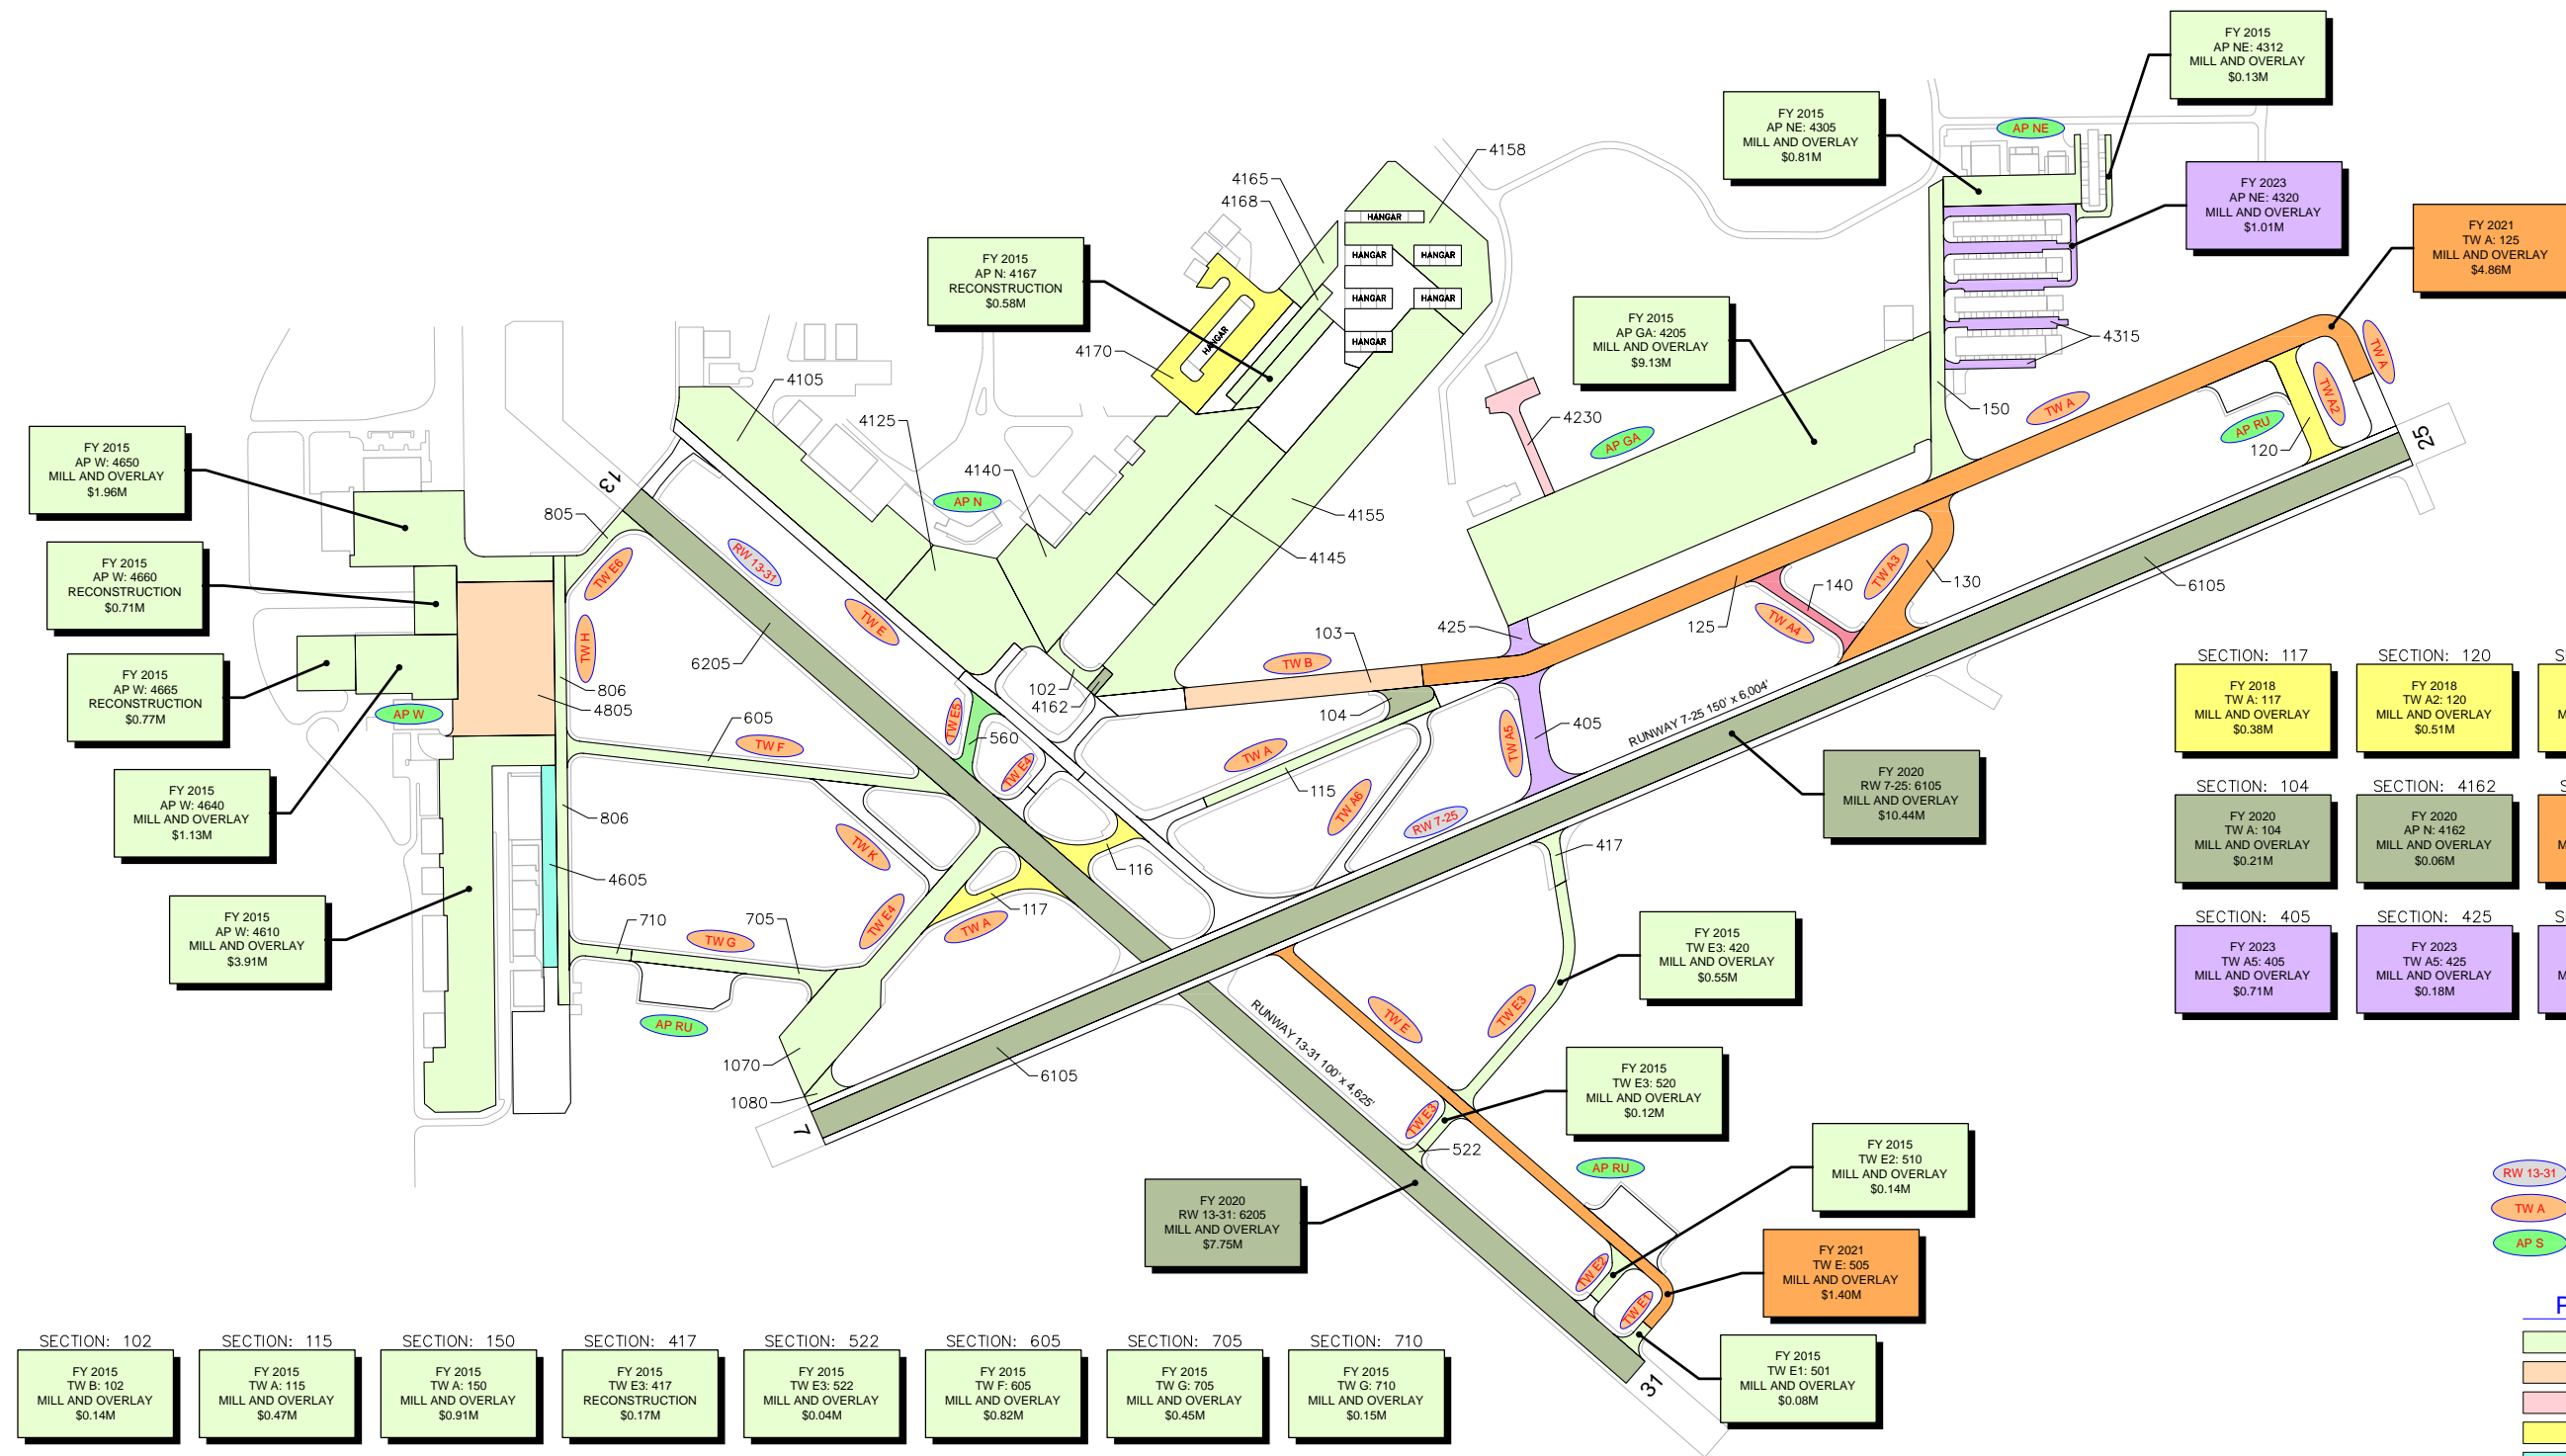 FY 2015
AP NE: 4312
MILL AND OVERLAY
$0.13M
FY 2015
AP NE: 4305
MILL AND OVERLAY
$0.81M
AP NE
FY 2023
AP NE: 4320
MILL AND OVERLAY
$1.01M
FY 2021
TW A: 125
MILL AND OVERLAY
$4.86M
4158
4165
4168
HANGAR
HANGAR
HANGAR
HANGAR
HANGAR
HANGAR
HANGAR
FY 2015
AP N: 4167
RECONSTRUCTION
$0.58M
4170
FY 2015
AP GA: 4205
MILL AND OVERLAY
$9.13M
4315
TW A
TW A
TW A2
AP RU
120
25
150
4105
4125
4140
AP N
4230
AP GA
4155
4145
FY 2015
AP W: 4650
MILL AND OVERLAY
$1.96M
13
805
TW E6
RW 13-31
TW E
FY 2015
AP W: 4660
RECONSTRUCTION
$0.71M
TW H
6205
FY 2015
AP W: 4665
RECONSTRUCTION
$0.77M
AP W
806
4805
605
TW F
FY 2015
AP W: 4640
MILL AND OVERLAY
$1.13M
806
4605
FY 2015
AP W: 4610
MILL AND OVERLAY
$3.91M
710
TW G
705
AP RU
TW K
TW E4
TW A
117
116
TW E5
560
TW E4
102
4162
TW B
103
104
TW A
115
TW A6
RW 7-25
425
TW A5
405
125
TW A4
140
TW A3
130
6105
RUNWAY 7-25 150' x 6,004'
FY 2020
RW 7-25: 6105
MILL AND OVERLAY
$10.44M
417
FY 2015
TW E3: 420
MILL AND OVERLAY
$0.55M
TW E
TW E3
1070
1080
7
6105
RUNWAY 13-31 100' x 4,625'
FY 2015
TW E3: 520
MILL AND OVERLAY
$0.12M
TW E3
522
AP RU
FY 2015
TW E2: 510
MILL AND OVERLAY
$0.14M
FY 2020
RW 13-31: 6205
MILL AND OVERLAY
$7.75M
TW E2
TW E1
FY 2021
TW E: 505
MILL AND OVERLAY
$1.40M
FY 2015
TW E1: 501
MILL AND OVERLAY
$0.08M
31
SECTION: 117
FY 2018
TW A: 117
MILL AND OVERLAY
$0.38M
SECTION: 120
FY 2018
TW A2: 120
MILL AND OVERLAY
$0.51M
SECTION: 104
FY 2020
TW A: 104
MILL AND OVERLAY
$0.21M
SECTION: 4162
FY 2020
AP N: 4162
MILL AND OVERLAY
$0.06M
SECTION: 405
FY 2023
TW A5: 405
MILL AND OVERLAY
$0.71M
SECTION: 425
FY 2023
TW A5: 425
MILL AND OVERLAY
$0.18M
RW 13-31
TW A
AP S
P
SECTION: 102
FY 2015
TW B: 102
MILL AND OVERLAY
$0.14M
SECTION: 115
FY 2015
TW A: 115
MILL AND OVERLAY
$0.47M
SECTION: 150
FY 2015
TW A: 150
MILL AND OVERLAY
$0.91M
SECTION: 417
FY 2015
TW E3: 417
RECONSTRUCTION
$0.17M
SECTION: 522
FY 2015
TW E3: 522
MILL AND OVERLAY
$0.04M
SECTION: 605
FY 2015
TW F: 605
MILL AND OVERLAY
$0.82M
SECTION: 705
FY 2015
TW G: 705
MILL AND OVERLAY
$0.45M
SECTION: 710
FY 2015
TW G: 710
MILL AND OVERLAY
$0.15M